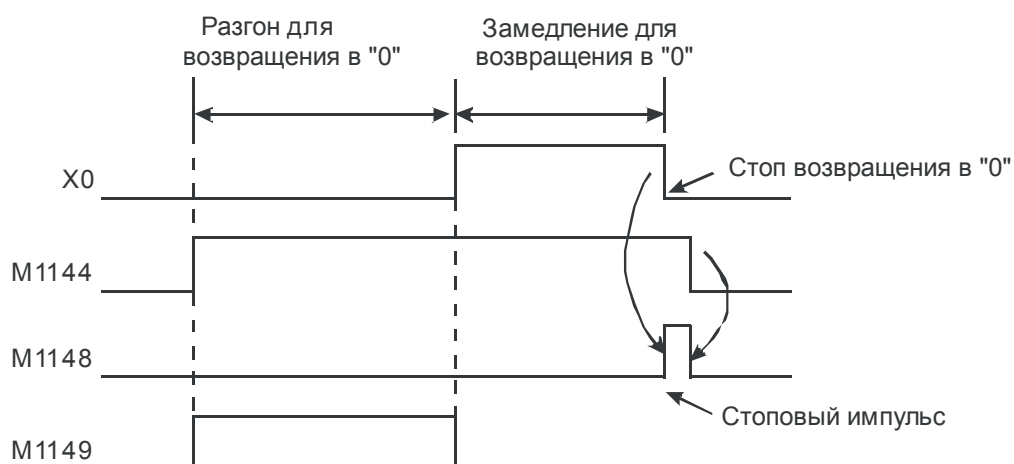 Разгон для
возвращения в "0"
Замедление для
возвращения в "0"
X0
Стоп возвращения в "0"
M1144
M1148
Стоповый импульс
M1149